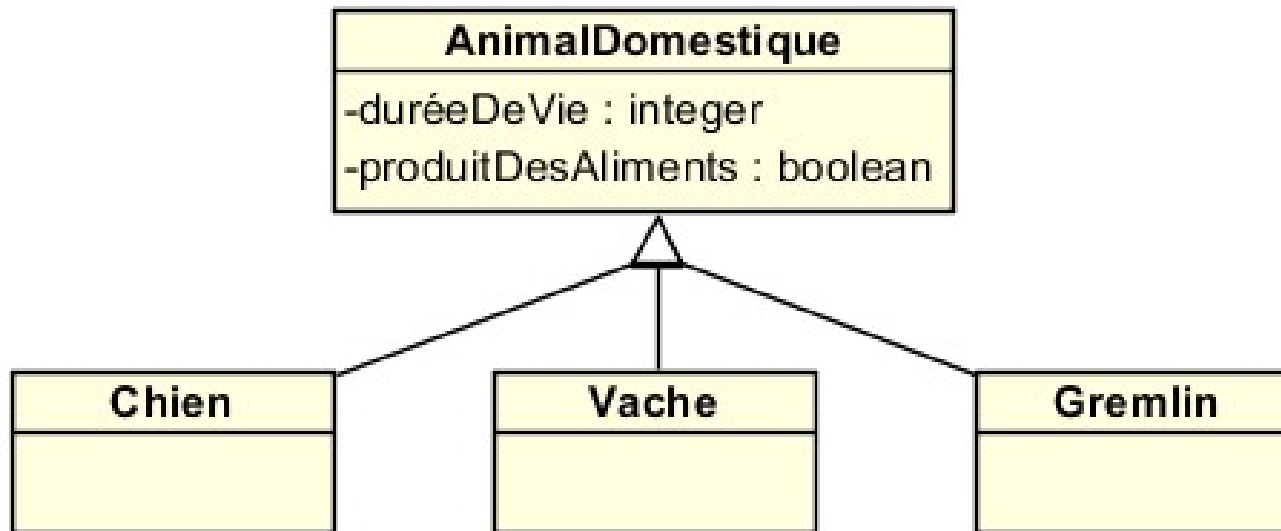 AnimalDomestique
-duréeDeVie : integer
-produitDesAliments : boolean
Chien
Vache
Gremlin